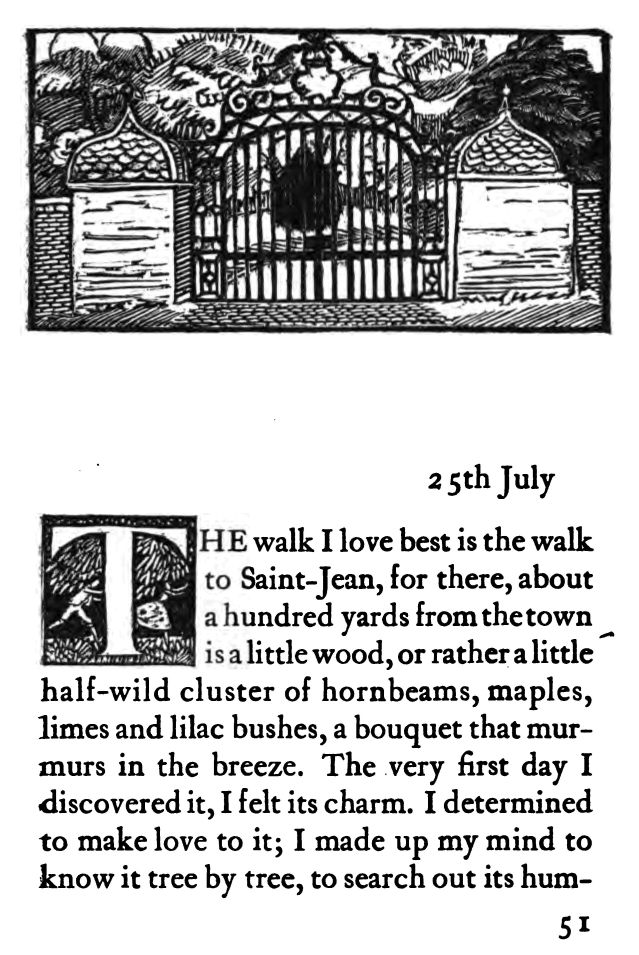 25th July
THE walk I love best is the walk
to Saint-Jean, for there, about
a hundred yards from the town
is a little wood, or rather a little
half-wild cluster of hornbeams, maples,
limes and lilac bushes, a bouquet that mur-
murs in the breeze. The very first day I
discovered it, I felt its charm. I determined
to make love to it; I made up my mind to
know it tree by tree, to search out its hum-
51